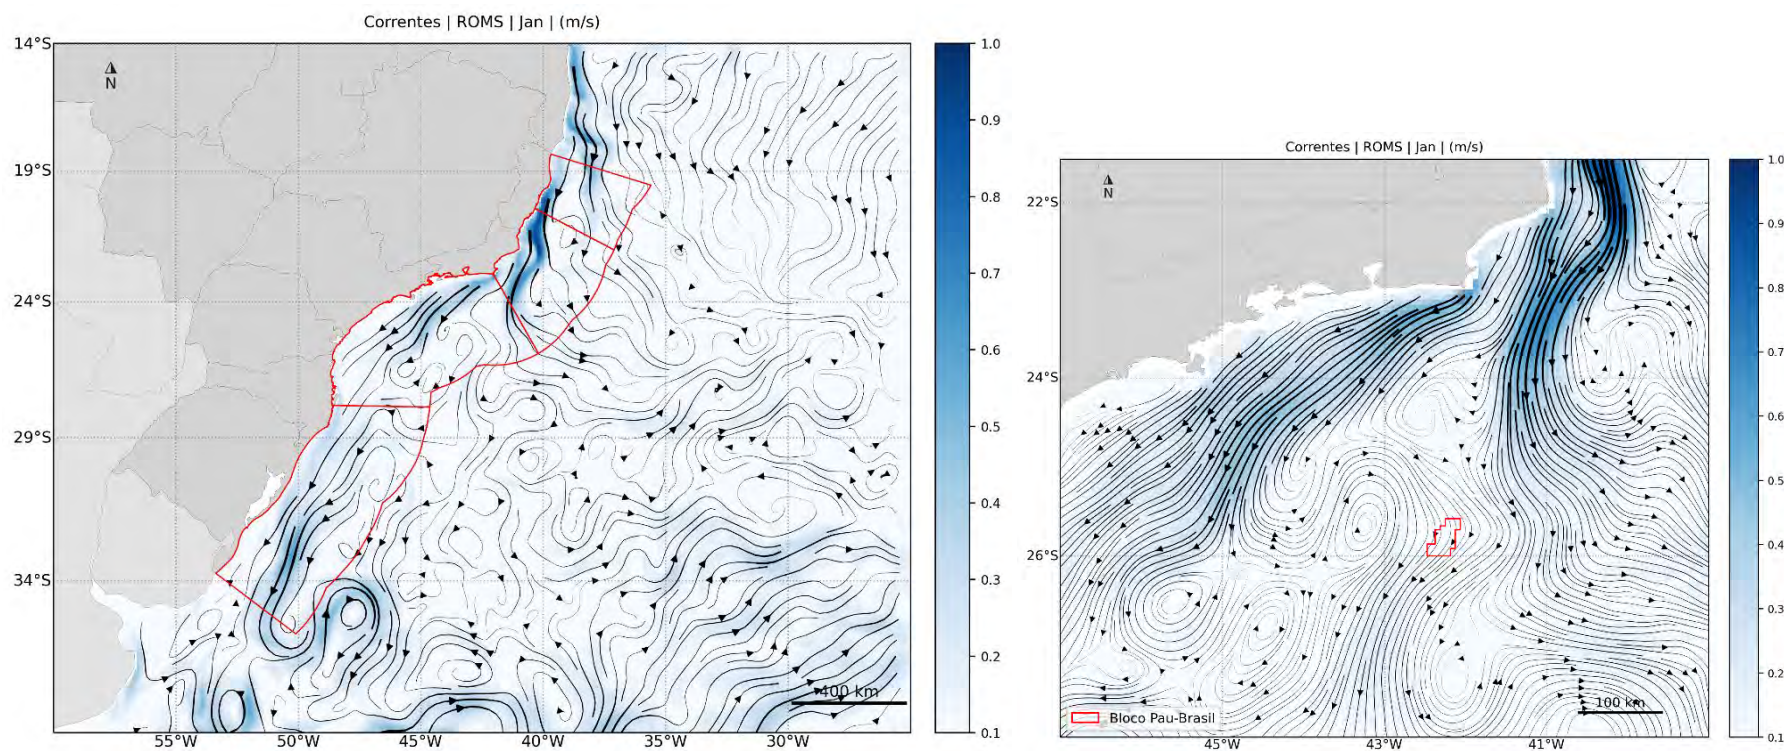 Correntes | ROMS | Jan | (m/s)
14°S
19°S
24°S
29°S
34°S
N
55°W
50°W
45°W
40°W
35°W
30°W
400 km
1.0
0.9
0.8
0.7
0.6
0.5
0.4
0.3
0.2
0.1
Correntes | ROMS | Jan | (m/s)
22°S
24°S
26°S
N
Bloco Pau-Brasil
45°W
43°W
41°W
100 km
1.0
0.9
0.8
0.7
0.6
0.5
0.4
0.3
0.2
0.1